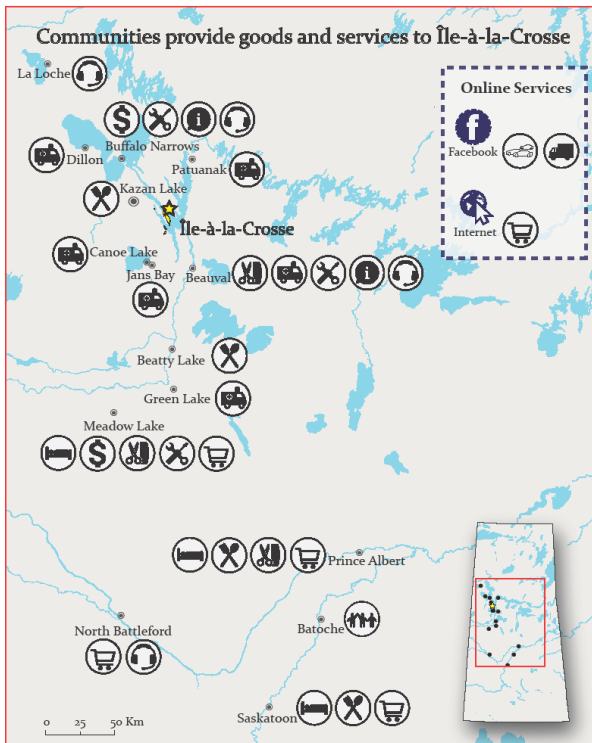 Communities provide goods and services to Île-à-la-Crosse
La Loche
Online Services
Facebook
Internet
Buffalo Narrows
Dillon
Patuanak
Kazan Lake
Île-à-la-Crosse
Canoe Lake
Jans Bay
Beauval
Beatty Lake
Green Lake
Meadow Lake
Prince Albert
North Battleford
Batoche
Saskatoon
0 25 50 Km